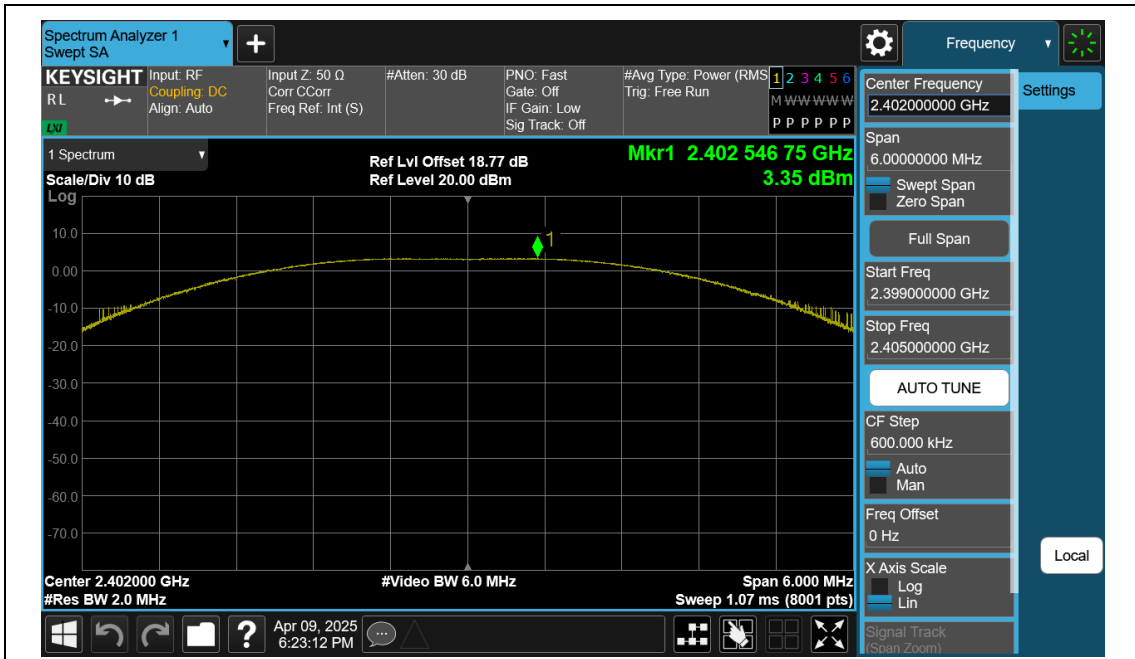 Spectrum Analyzer 1
Swept SA
+
Frequency
KEYSIGHT
RL
LXI
Input: RF
Coupling: DC
Align: Auto
Input Z: 50 Ω
Corr CCorr
Freq Ref: Int (S)
#Atten: 30 dB
PNO: Fast
Gate: Off
IF Gain: Low
Sig Track: Off
#Avg Type: Power (RMS
Trig: Free Run
1 2 3 4 5 6
M W W W W W
P P P P P P
1 Spectrum
Scale/Div 10 dB
Log
Ref Lvl Offset 18.77 dB
Ref Level 20.00 dBm
Mkr1 2.402 546 75 GHz
3.35 dBm
1
10.0
0.00
-10.0
-20.0
-30.0
-40.0
-50.0
-60.0
-70.0
Center 2.402000 GHz
#Video BW 6.0 MHz
Span 6.000 MHz
#Res BW 2.0 MHz
Sweep 1.07 ms (8001 pts)
?
Apr 09, 2025
6:23:12 PM
Center Frequency
2.402000000 GHz
Settings
Span
6.00000000 MHz
Swept Span
Zero Span
Full Span
Start Freq
2.399000000 GHz
Stop Freq
2.405000000 GHz
AUTO TUNE
CF Step
600.000 kHz
Auto
Man
Freq Offset
0 Hz
X Axis Scale
Log
Lin
Local
Signal Track
(Span Zoom)